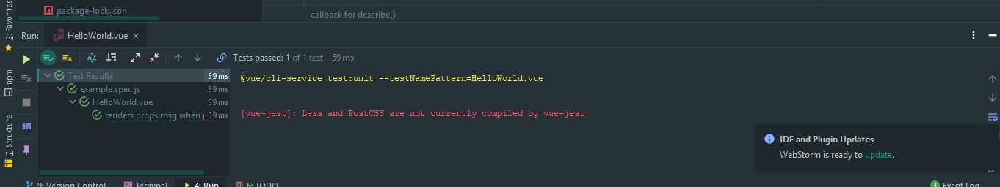 package-lock.json
callback for describe()
2: Favorites
Run: HelloWorld.vue
Tests passed: 1 of 1 test – 59 ms
Test Results 59 ms
@vue/cli-service test:unit --testNamePattern=HelloWorld.vue
npm
example.spec.js 59 ms
HelloWorld.vue 59 ms
renders props.msg when 59 ms
[vue-jest]: Less and PostCSS are not currently compiled by vue-jest
7: Structure
IDE and Plugin Updates
WebStorm is ready to update.
9: Version Control Terminal 4: Run 6: TODO 3 Event Log